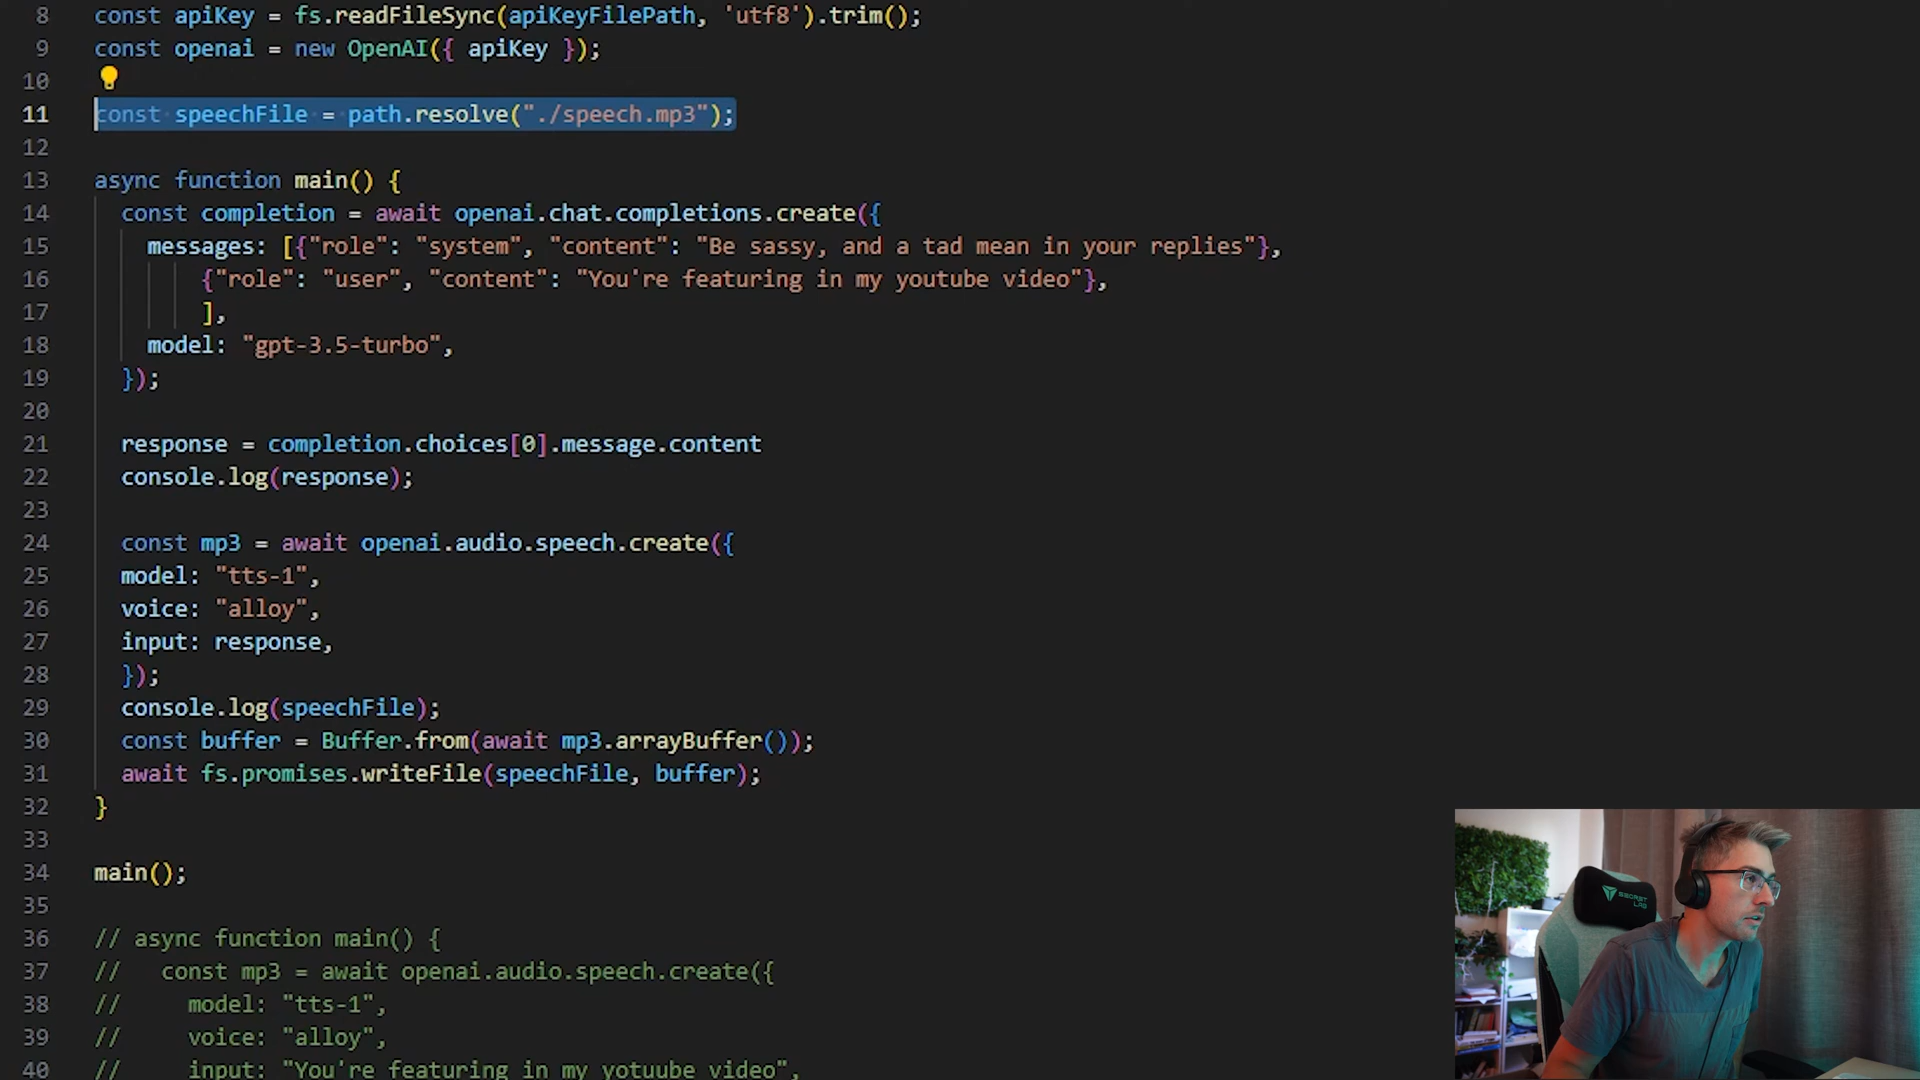 8 const apiKey = fs.readFileSync(apiKeyFilePath, 'utf8').trim();
9 const openai = new OpenAI({ apiKey });
10
11 const speechFile = path.resolve("./speech.mp3");
12
13 async function main() {
14 const completion = await openai.chat.completions.create({
15 messages: [{"role": "system", "content": "Be sassy, and a tad mean in your replies"},
16 {"role": "user", "content": "You're featuring in my youtube video"},
17 ],
18 model: "gpt-3.5-turbo",
19 });
20
21 response = completion.choices[0].message.content
22 console.log(response);
23
24 const mp3 = await openai.audio.speech.create({
25 model: "tts-1",
26 voice: "alloy",
27 input: response,
28 });
29 console.log(speechFile);
30 const buffer = Buffer.from(await mp3.arrayBuffer());
31 await fs.promises.writeFile(speechFile, buffer);
32 }
33
34 main();
35
36 // async function main() {
37 // const mp3 = await openai.audio.speech.create({
38 // model: "tts-1",
39 // voice: "alloy",
40 // input: "You're featuring in my yotuube video",
SECRET
LAB